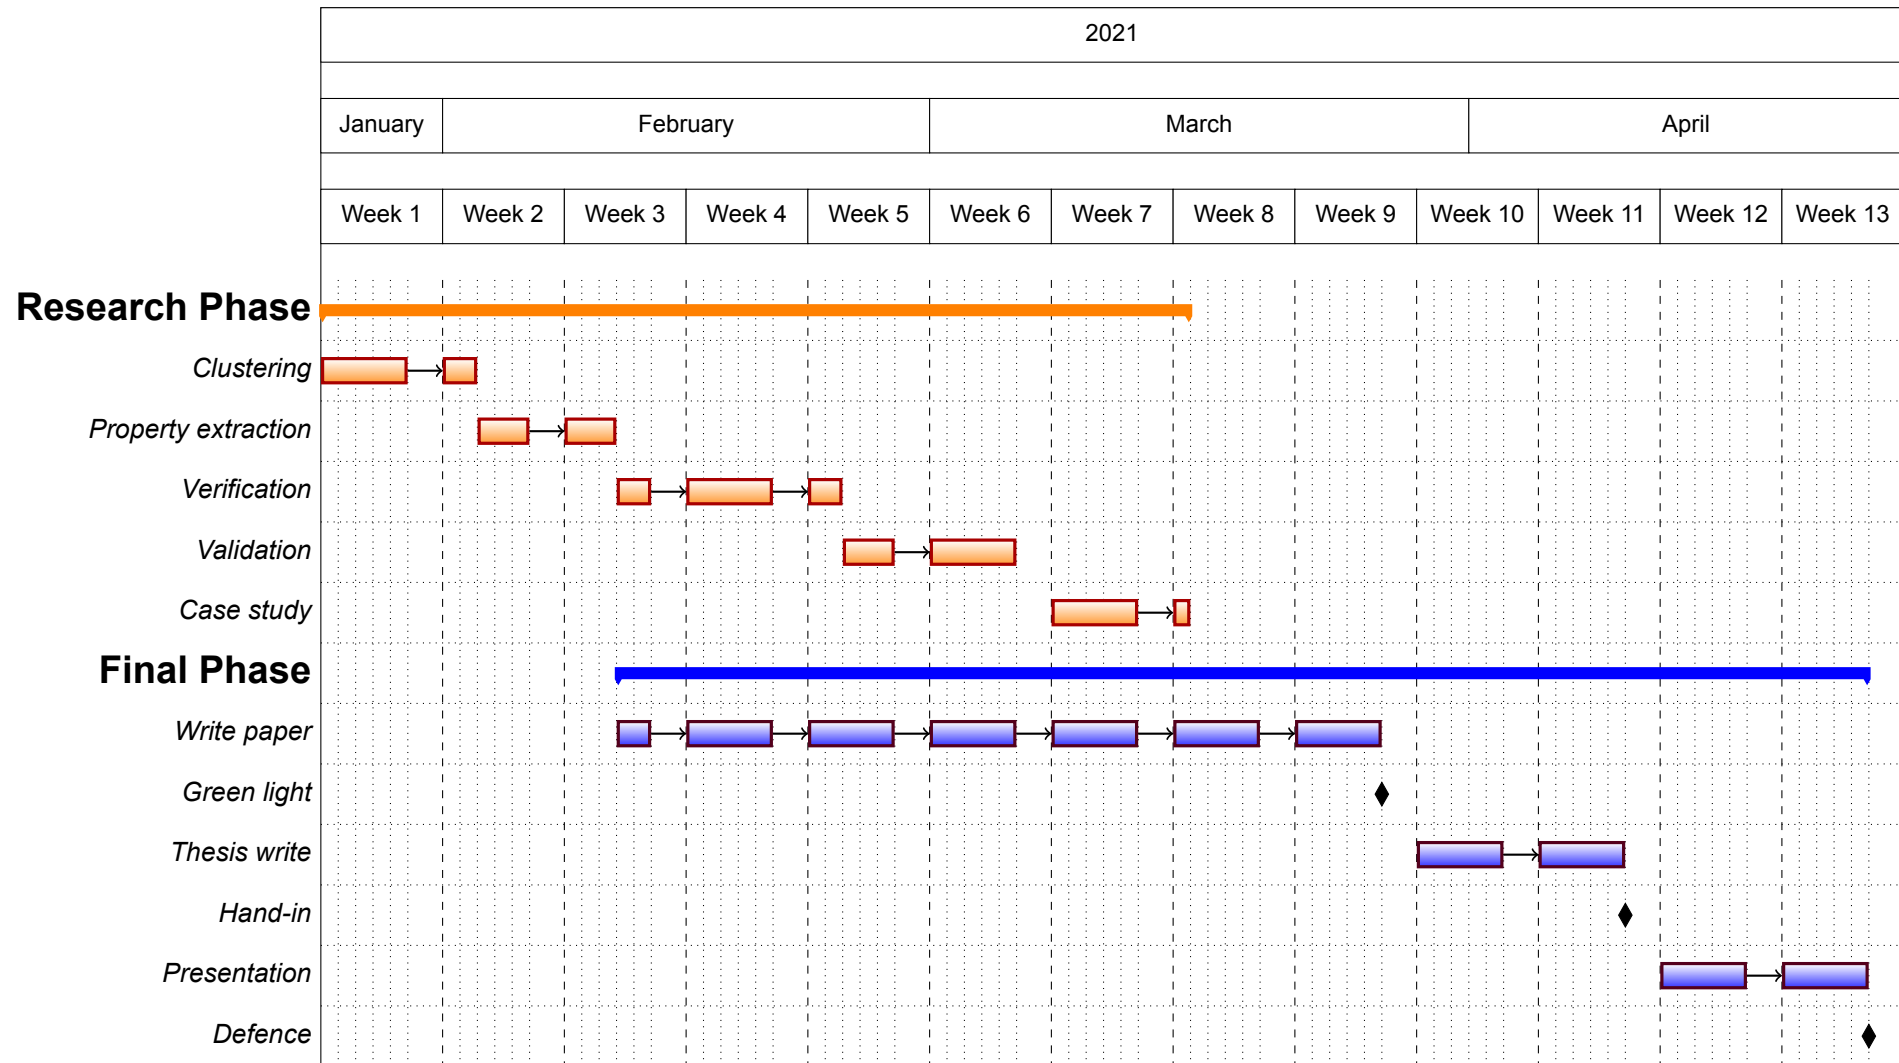 2021
January February March April
Week 1 Week 2 Week 3 Week 4 Week 5 Week 6 Week 7 Week 8 Week 9 Week 10 Week 11 Week 12 Week 13
Research Phase
Clustering
Property extraction
Verification
Validation
Case study
Final Phase
Write paper
Green light
Thesis write
Hand-in
Presentation
Defence